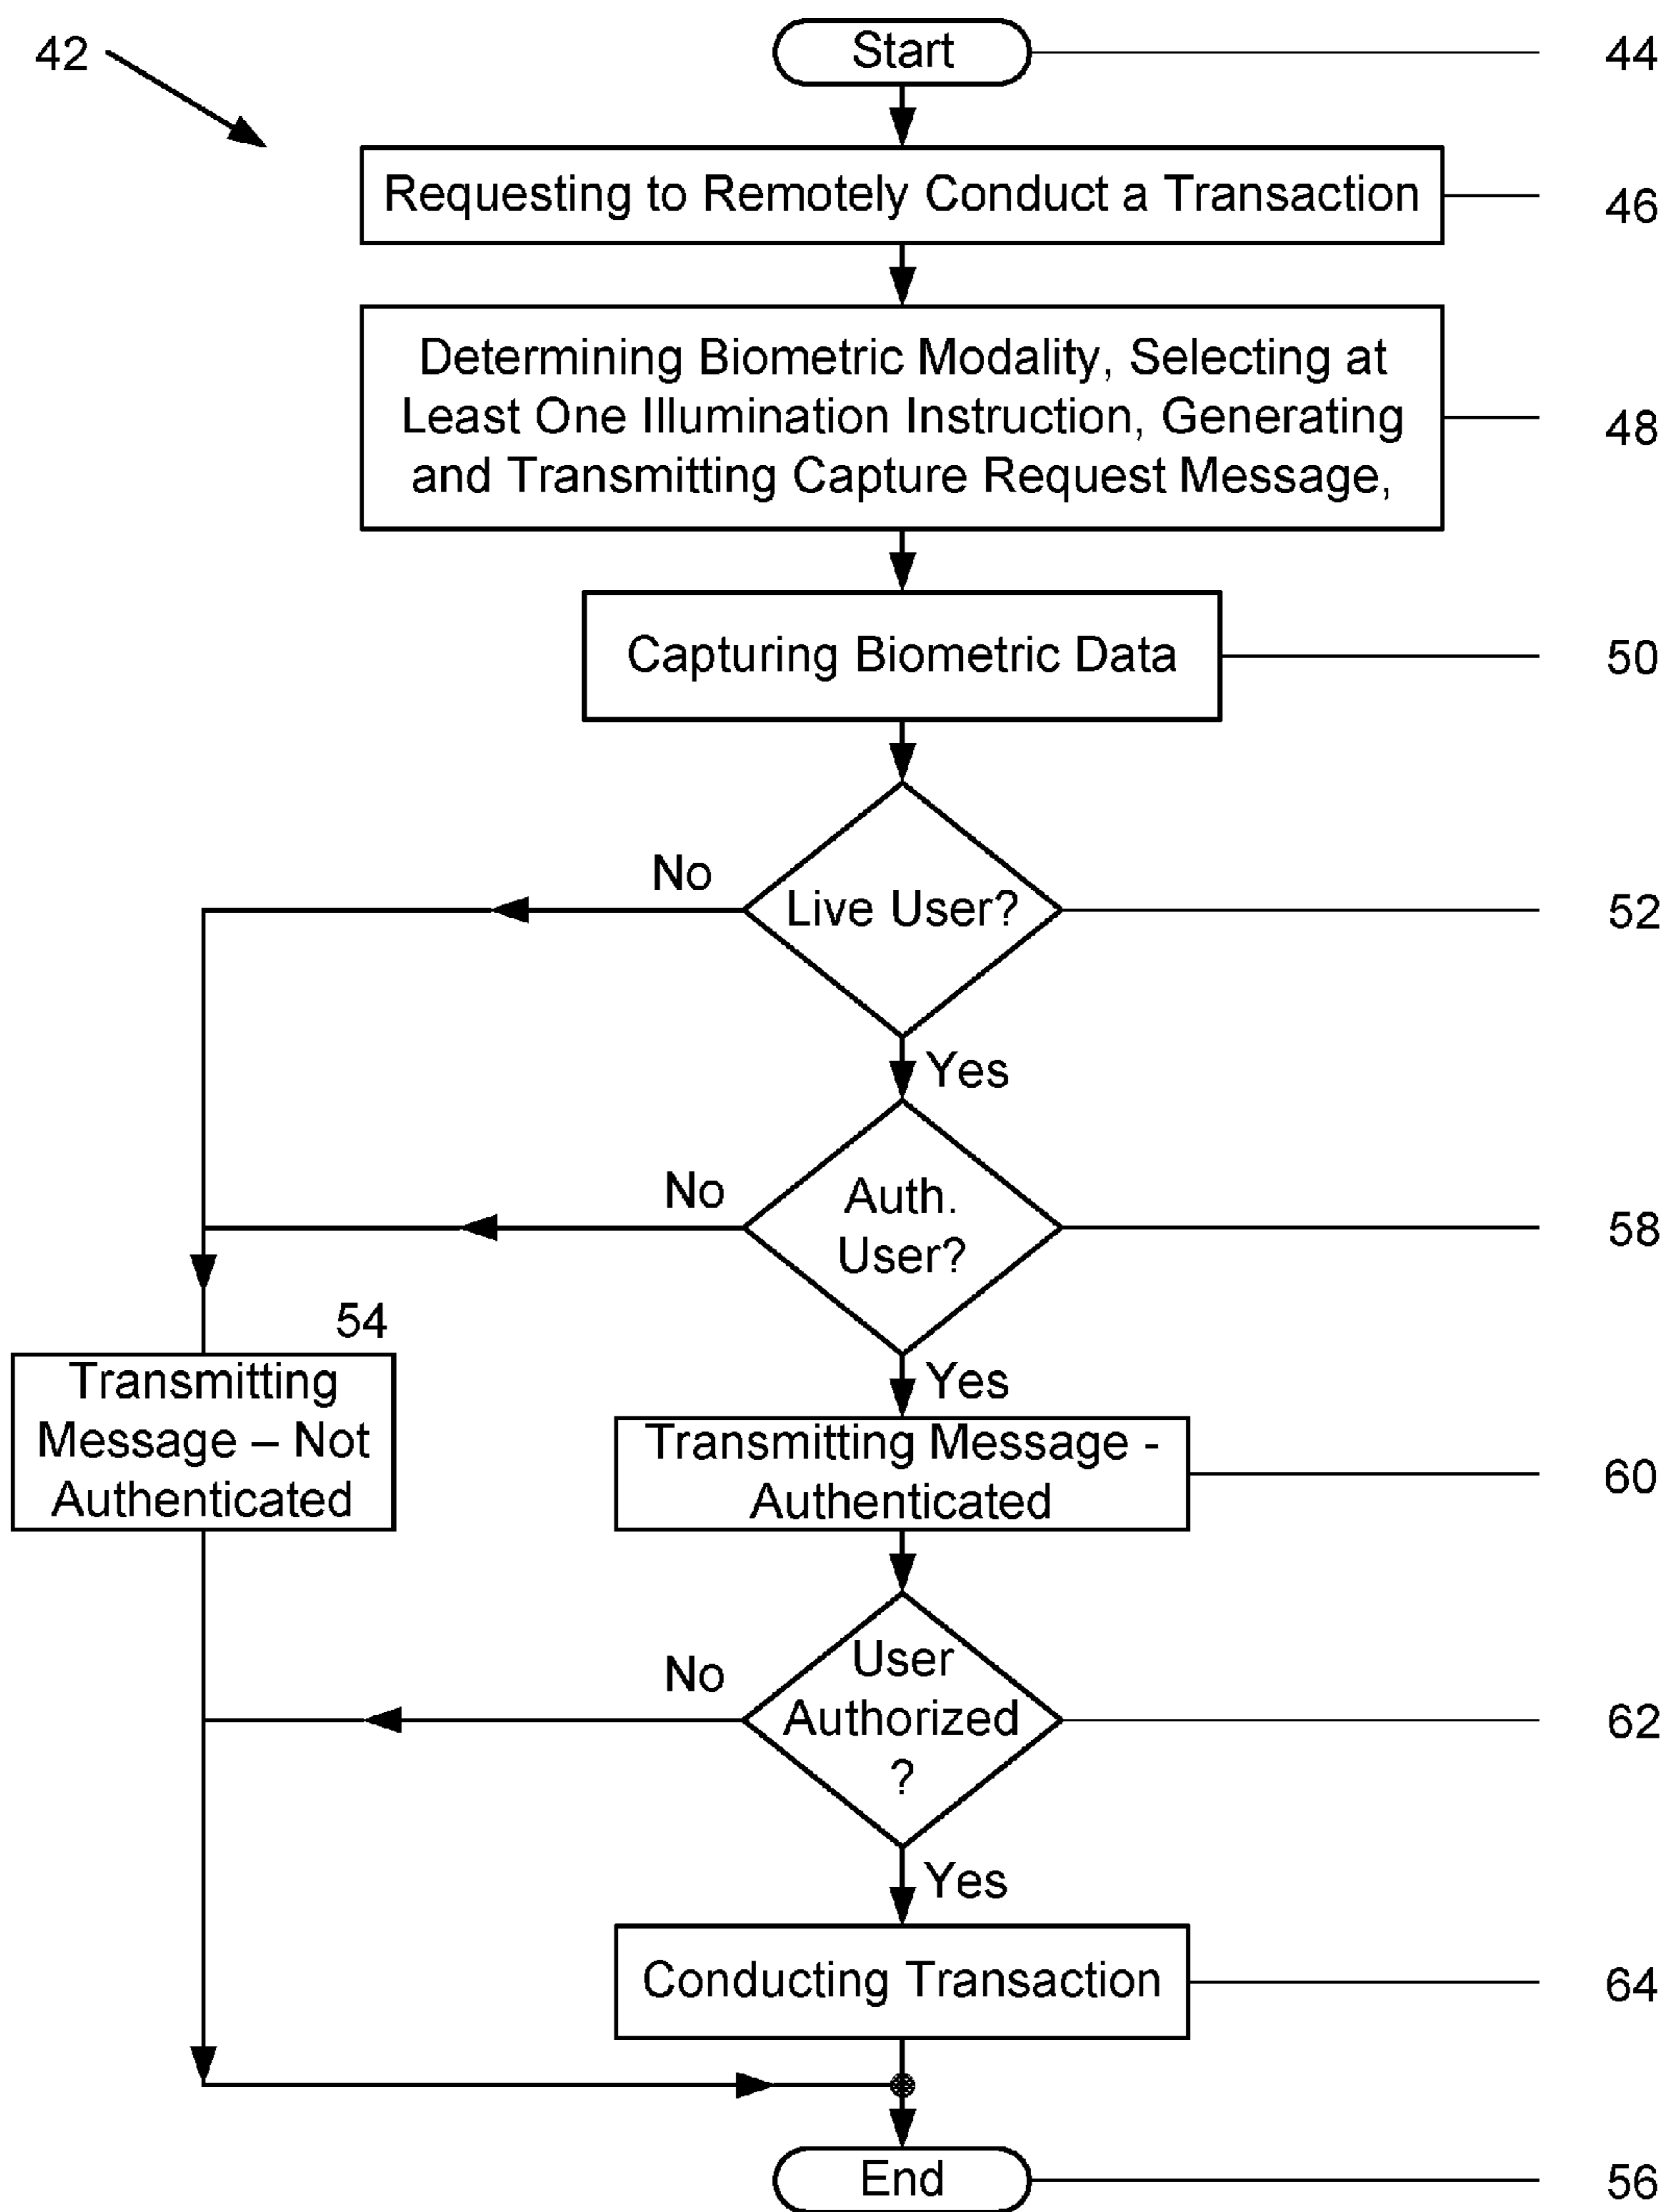 42
Start
44
Requesting to Remotely Conduct a Transaction
46
Determining Biometric Modality, Selecting at
Least One Illumination Instruction, Generating
and Transmitting Capture Request Message,
48
Capturing Biometric Data
50
No
Live User?
52
Yes
No
Auth.
User?
58
54
Transmitting
Message – Not
Authenticated
Yes
Transmitting Message -
Authenticated
60
No
User
Authorized
?
62
Yes
Conducting Transaction
64
End
56